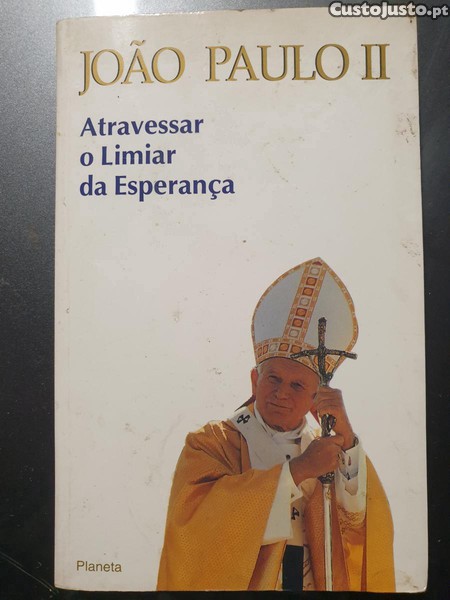 CustoJusto.pt
JOÃO PAULO II
Atravessar
o Limiar
da Esperança
Planeta